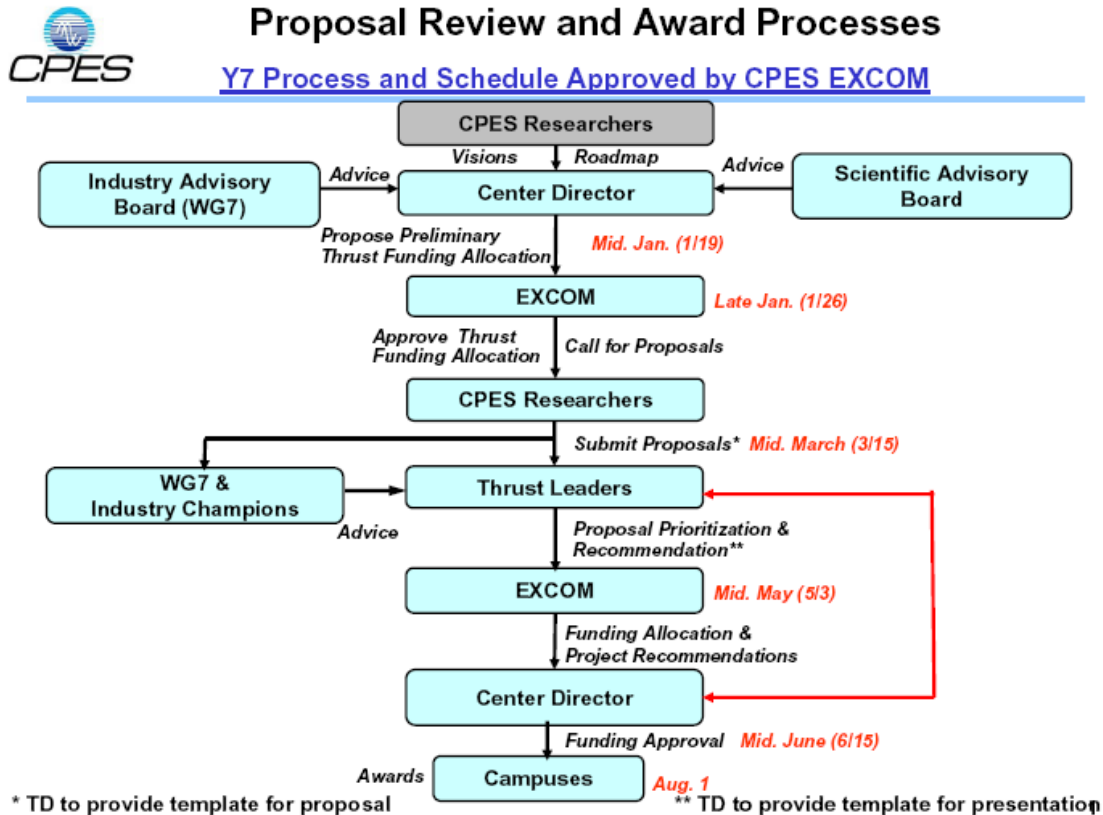 Proposal Review and Award Processes
CPES
Y7 Process and Schedule Approved by CPES EXCOM
CPES Researchers
Visions
Roadmap
Industry Advisory
Board (WG7)
Advice
Center Director
Advice
Scientific Advisory
Board
Propose Preliminary
Thrust Funding Allocation
Mid. Jan. (1/19)
EXCOM
Late Jan. (1/26)
Approve Thrust
Funding Allocation
Call for Proposals
CPES Researchers
Submit Proposals* Mid. March (3/15)
WG7 &
Industry Champions
Advice
Thrust Leaders
Proposal Prioritization &
Recommendation**
EXCOM
Mid. May (5/3)
Funding Allocation &
Project Recommendations
Center Director
Funding Approval Mid. June (6/15)
Awards
Campuses
Aug. 1
* TD to provide template for proposal
** TD to provide template for presentation